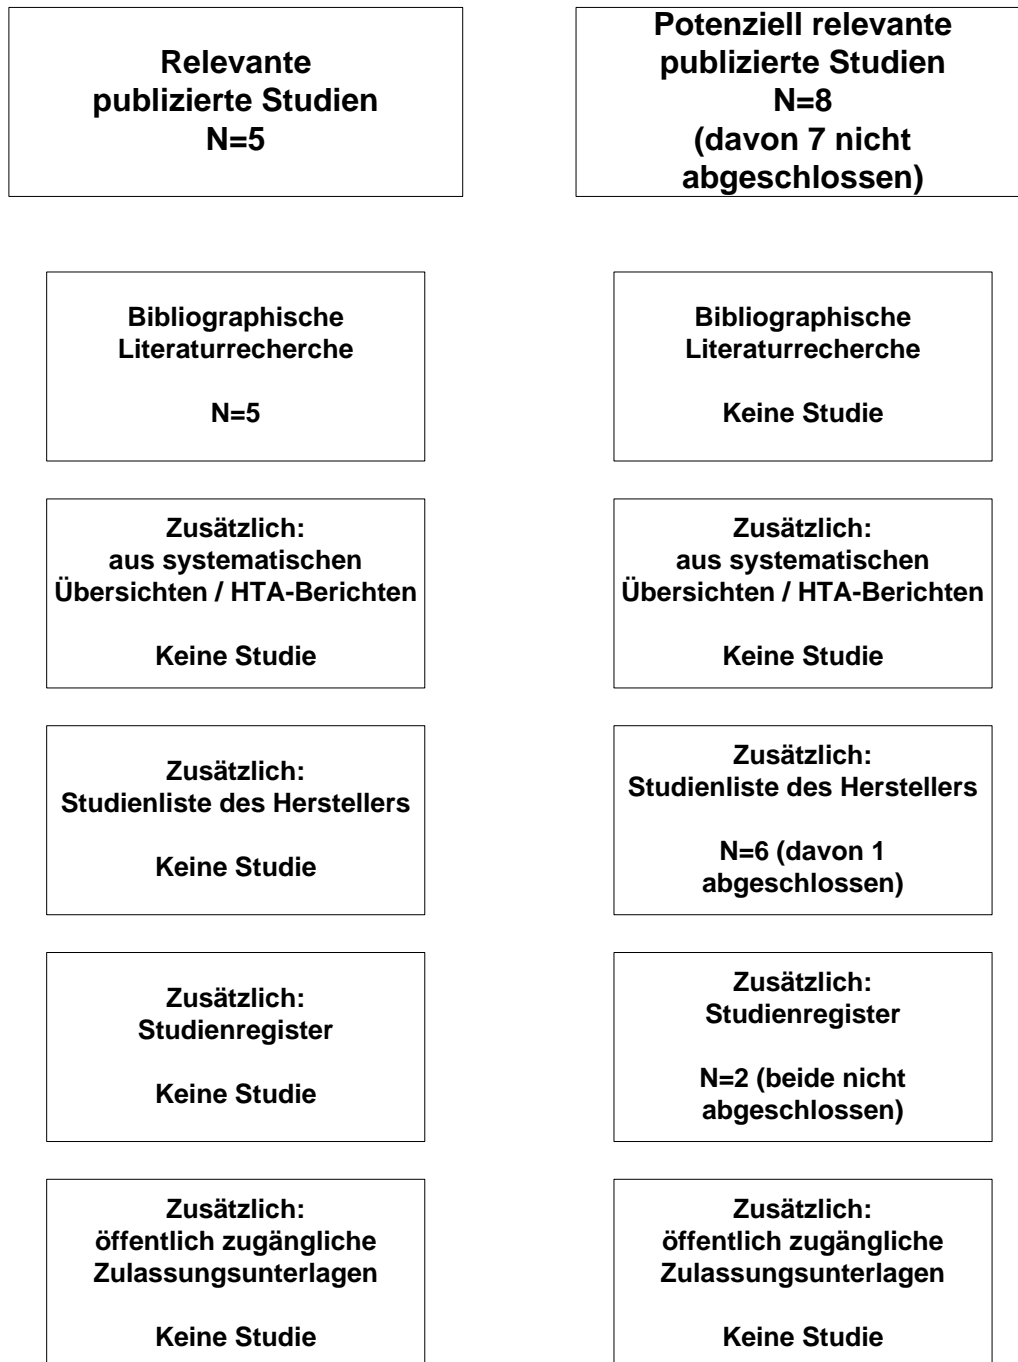 Relevante
publizierte Studien
N=5
Potenziell relevante
publizierte Studien
N=8
(davon 7 nicht
abgeschlossen)
Bibliographische
Literaturrecherche
N=5
Bibliographische
Literaturrecherche
Keine Studie
Zusätzlich:
aus systematischen
Übersichten / HTA-Berichten
Keine Studie
Zusätzlich:
aus systematischen
Übersichten / HTA-Berichten
Keine Studie
Zusätzlich:
Studienliste des Herstellers
Keine Studie
Zusätzlich:
Studienliste des Herstellers
N=6 (davon 1
abgeschlossen)
Zusätzlich:
Studienregister
Keine Studie
Zusätzlich:
Studienregister
N=2 (beide nicht
abgeschlossen)
Zusätzlich:
öffentlich zugängliche
Zulassungsunterlagen
Keine Studie
Zusätzlich:
öffentlich zugängliche
Zulassungsunterlagen
Keine Studie